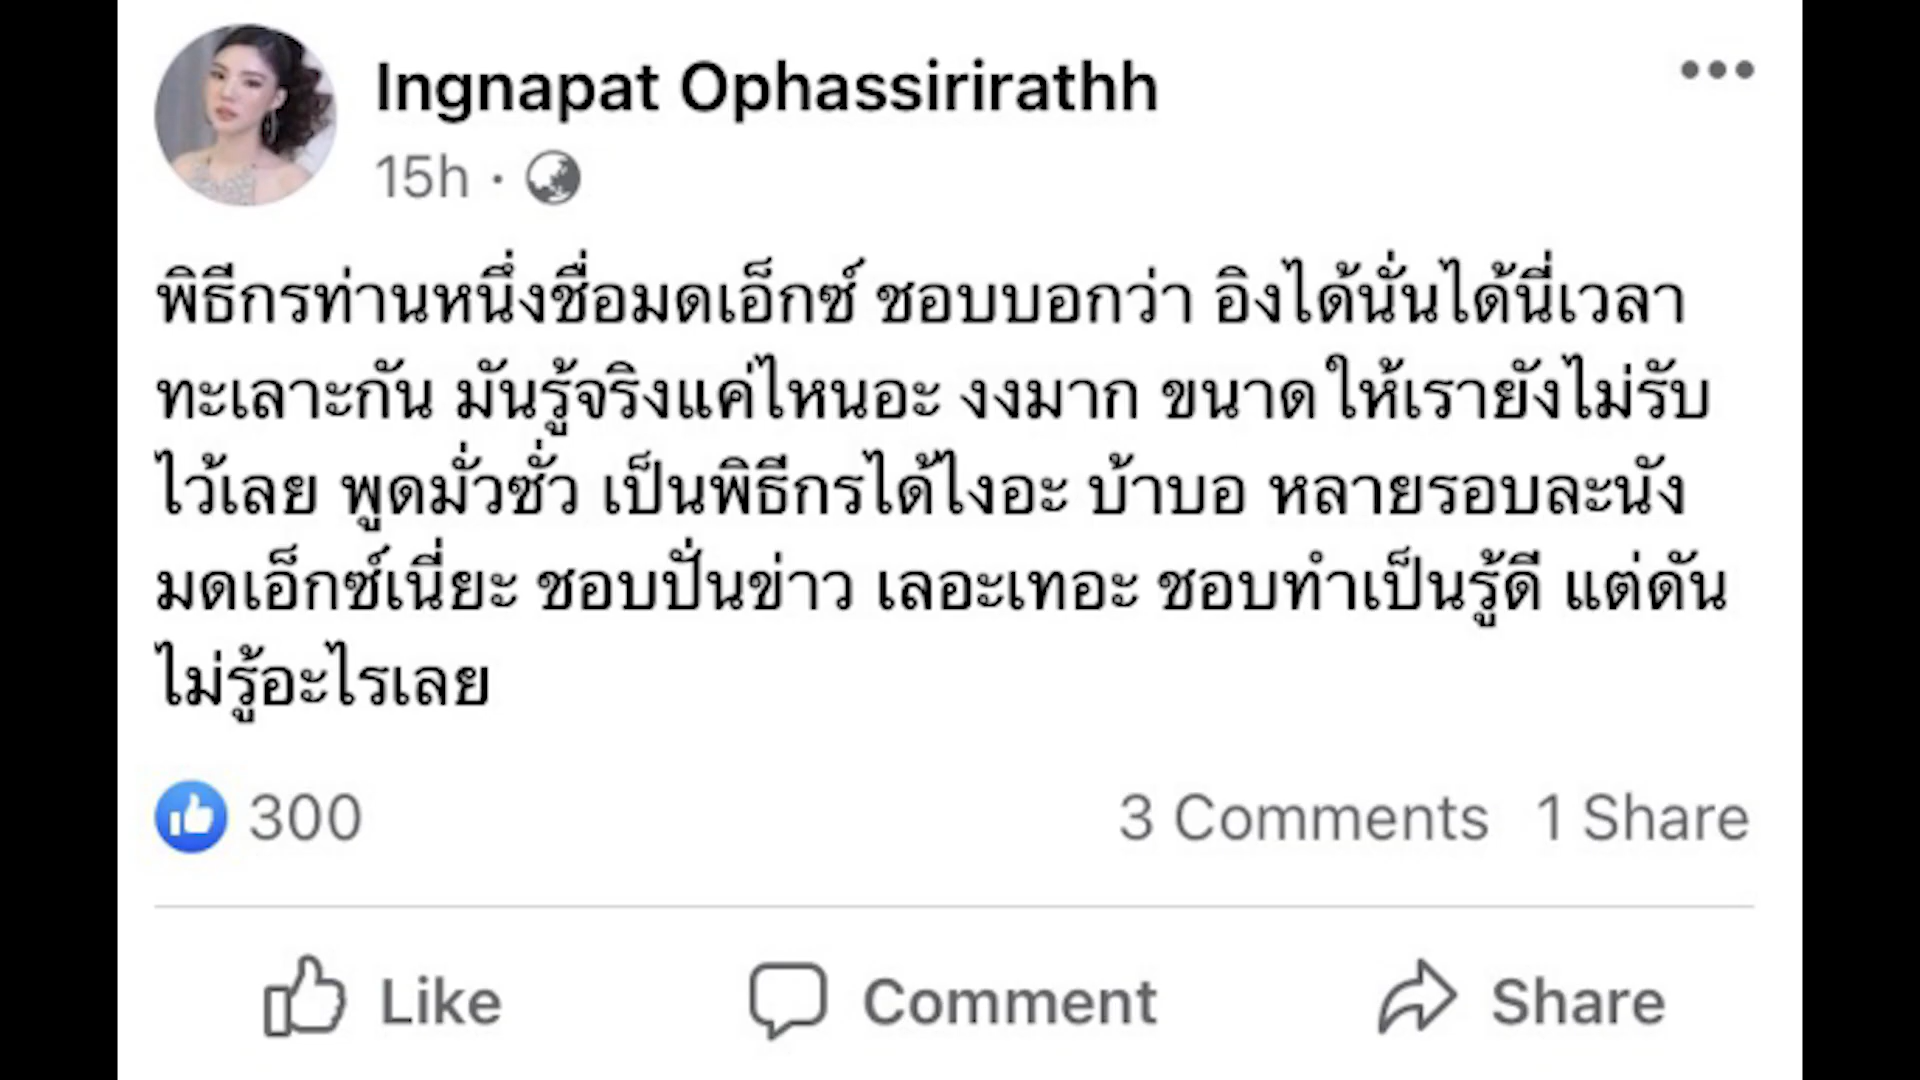 Ingnapat Ophassirirathh
15h ·
พิธีกรท่านหนึ่งชื่อมดเอ็กซ์ ชอบบอกว่า อิงได้นั่นได้นี่เวลา
ทะเลาะกัน มันรู้จริงแค่ไหนอะ งงมาก ขนาดให้เรายังไม่รับ
ไว้เลย พูดมั่วซั่ว เป็นพิธีกรได้ไงอะ บ้าบอ หลายรอบละนัง
มดเอ็กซ์เนี่ยะ ชอบปั่นข่าว เลอะเทอะ ชอบทำเป็นรู้ดี แต่ดัน
ไม่รู้อะไรเลย
300 3 Comments 1 Share
Like Comment Share